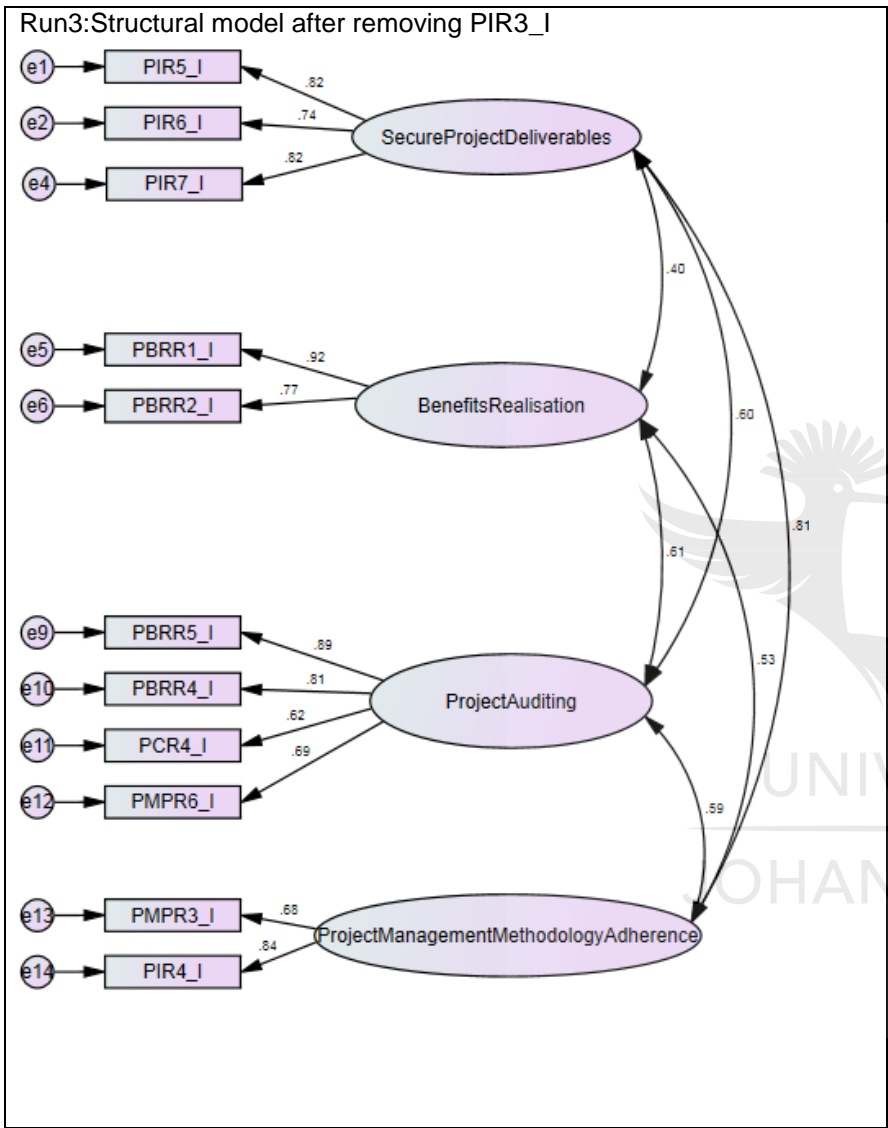 Run3:Structural model after removing PIR3_I
e1
PIR5_I
.82
e2
PIR6_I
.74
SecureProjectDeliverables
e4
PIR7_I
.82
.40
e5
PBRR1_I
.92
e6
PBRR2_I
.77
BenefitsRealisation
.60
.81
.61
e9
PBRR5_I
.89
.53
e10
PBRR4_I
.81
ProjectAuditing
e11
PCR4_I
.62
e12
PMPR6_I
.69
UNIV
.59
JOHAN
e13
PMPR3_I
.68
ProjectManagementMethodologyAdherence
e14
PIR4_I
.84